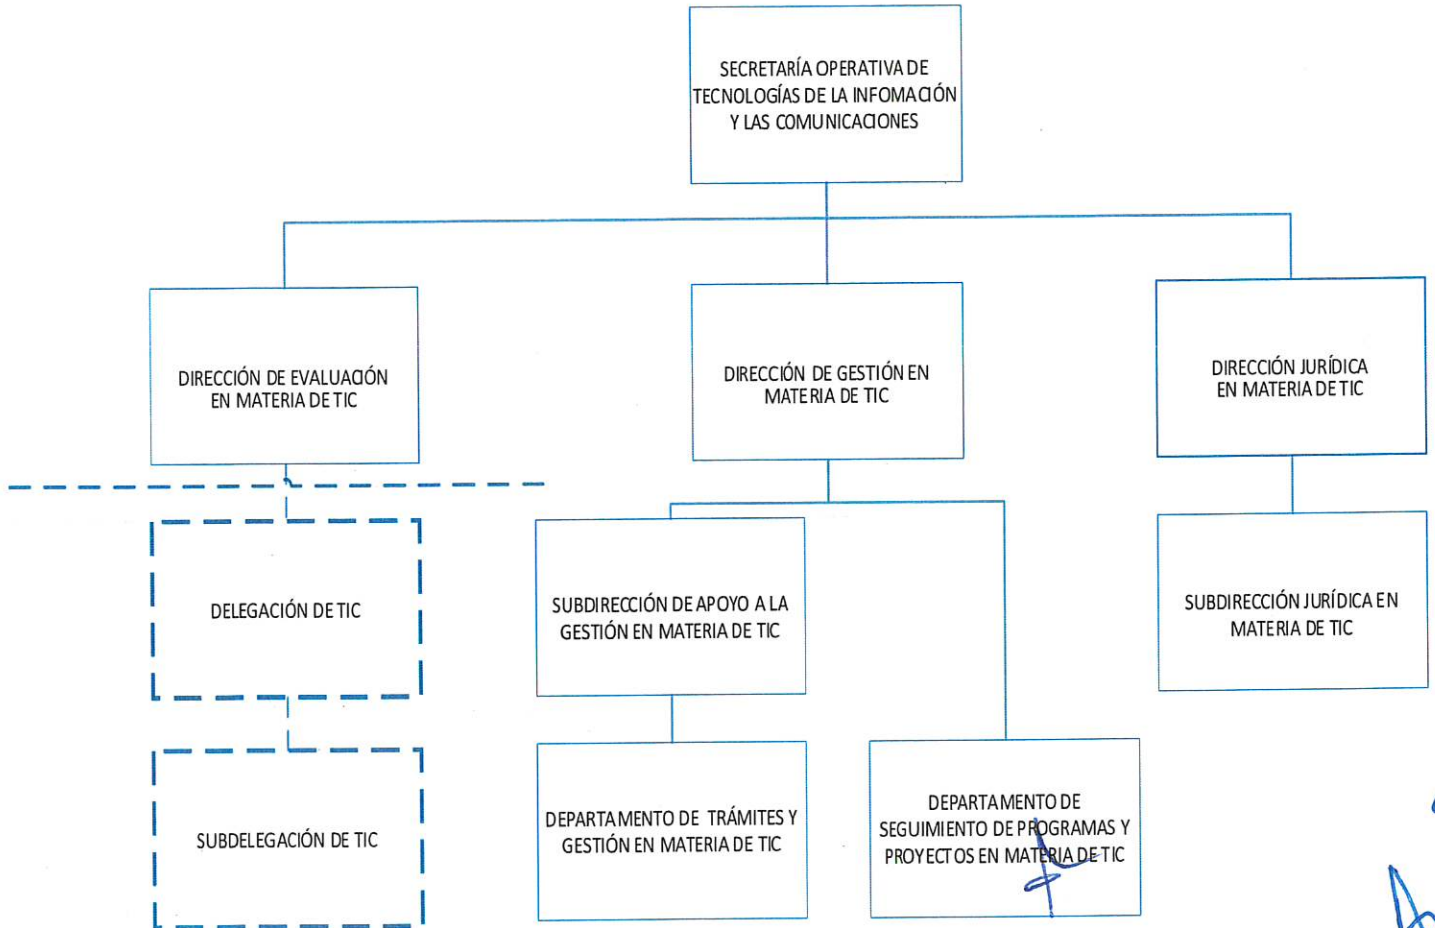 SECRETARÍA OPERATIVA DE
TECNOLOGÍAS DE LA INFOMACIÓN
Y LAS COMUNICACIONES
DIRECCIÓN DE EVALUACIÓN
EN MATERIA DE TIC
DIRECCIÓN DE GESTIÓN EN
MATERIA DE TIC
DIRECCIÓN JURÍDICA
EN MATERIA DE TIC
DELEGACIÓN DE TIC
SUBDIRECCIÓN DE APOYO A LA
GESTIÓN EN MATERIA DE TIC
SUBDIRECCIÓN JURÍDICA EN
MATERIA DE TIC
SUBDELEGACIÓN DE TIC
DEPARTAMENTO DE TRÁMITES Y
GESTIÓN EN MATERIA DE TIC
DEPARTAMENTO DE
SEGUIMIENTO DE PROGRAMAS Y
PROYECTOS EN MATERIA DE TIC